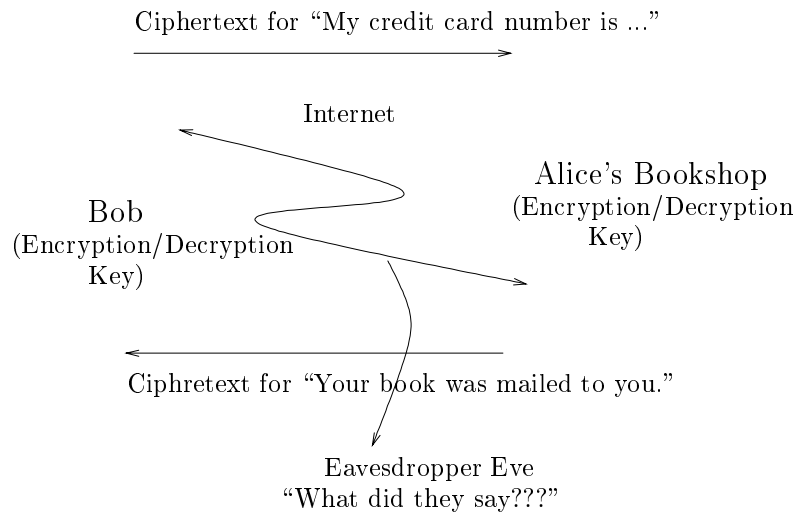 Ciphertext for “My credit card number is ...”
Internet
Alice's Bookshop
(Encryption/Decryption
Key)
Bob
(Encryption/Decryption
Key)
Ciphretext for “Your book was mailed to you.”
Eavesdropper Eve
“What did they say???”